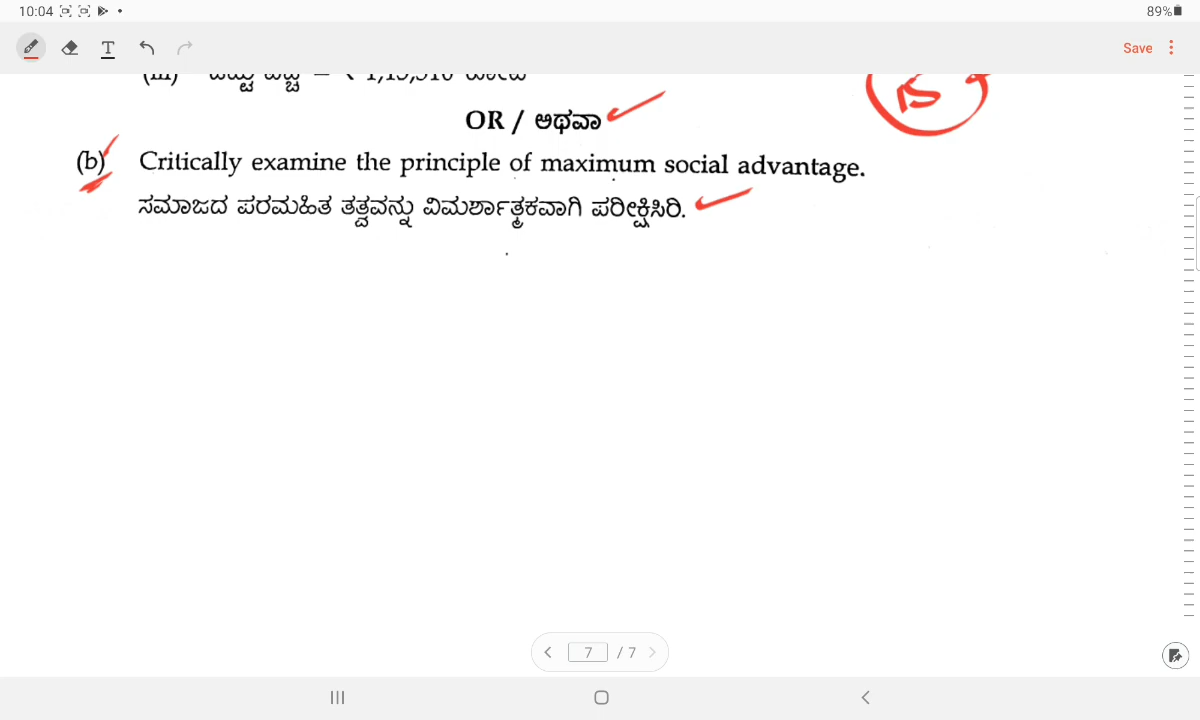 10:04
89%
T
Save
OR / ಅಥವಾ
(b) Critically examine the principle of maximum social advantage.
ಸಮಾಜದ ಪರಮಹಿತ ತತ್ವವನ್ನು ವಿಮರ್ಶಾತ್ಮಕವಾಗಿ ಪರೀಕ್ಷಿಸಿರಿ.
7 / 7